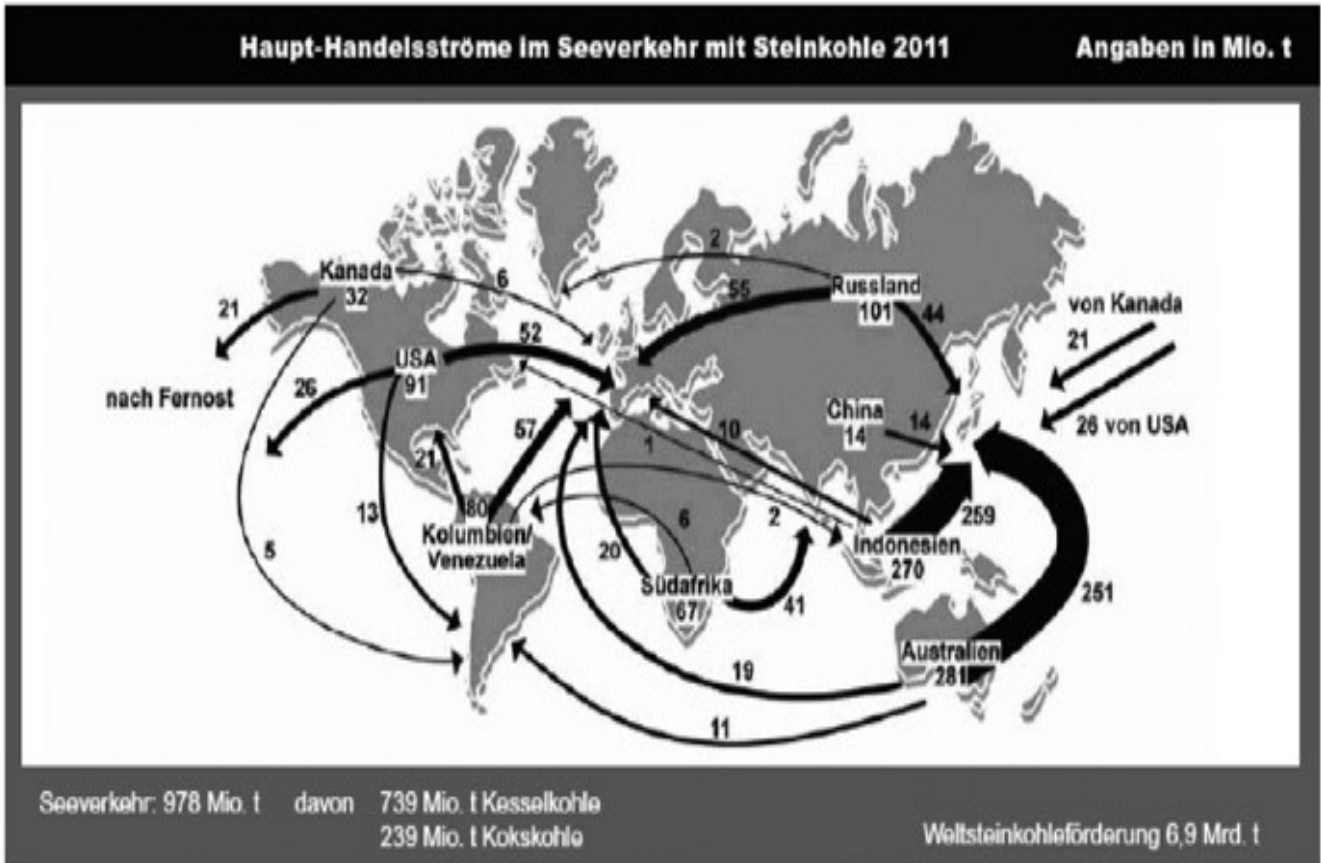 Haupt-Handelsströme im Seeverkehr mit Steinkohle 2011 Angaben in Mio. t
2
Kanada
32
6
55
Russland
101
44
von Kanada
21
21
52
USA
91
26
nach Fernost
China
14
14
26 von USA
57
10
1
21
13
80
Kolumbien/
Venezuela
6
2
259
Indonesien
270
5
20
Südafrika
67
41
251
Australien
281
19
11
Seeverkehr: 978 Mio. t davon 739 Mio. t Kesselkohle
239 Mio. t Kokskohle
Weltsteinkohleförderung 6,9 Mrd. t